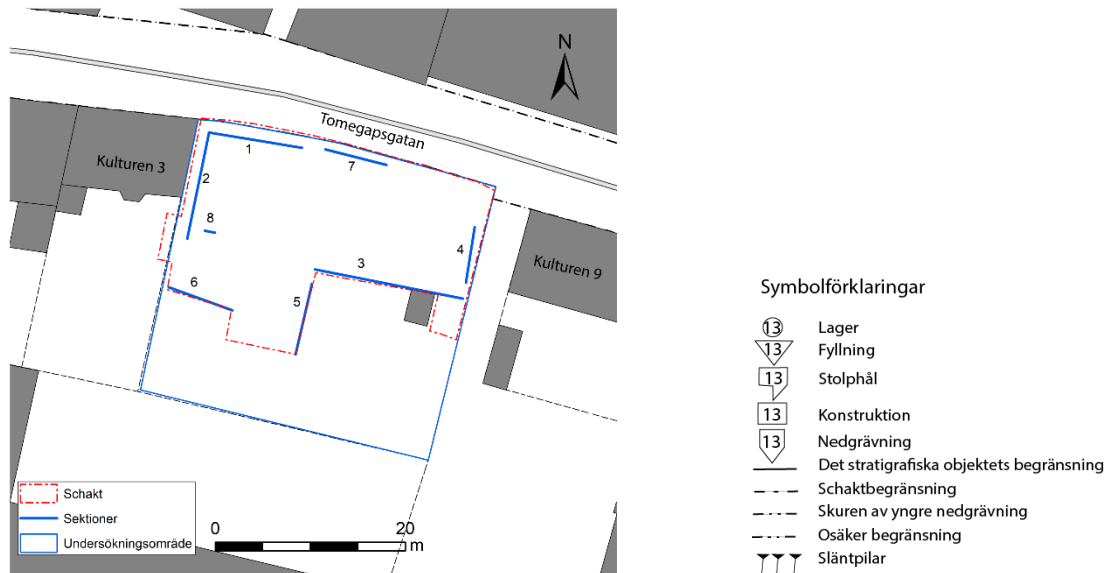 N
Tomegapsgatan
Kulturen 3
1
7
2
8
4
3
Kulturen 9
6
5
Schakt
Sektioner
Undersökningsområde
0 20
m
Symbolförklaringar
13 Lager
13 Fyllning
13 Stolphål
13 Konstruktion
13 Nedgrävning
Det stratigrafiska objektets begränsning
Schaktbegränsning
Skuren av yngre nedgrävning
Osäker begränsning
Släntpilar